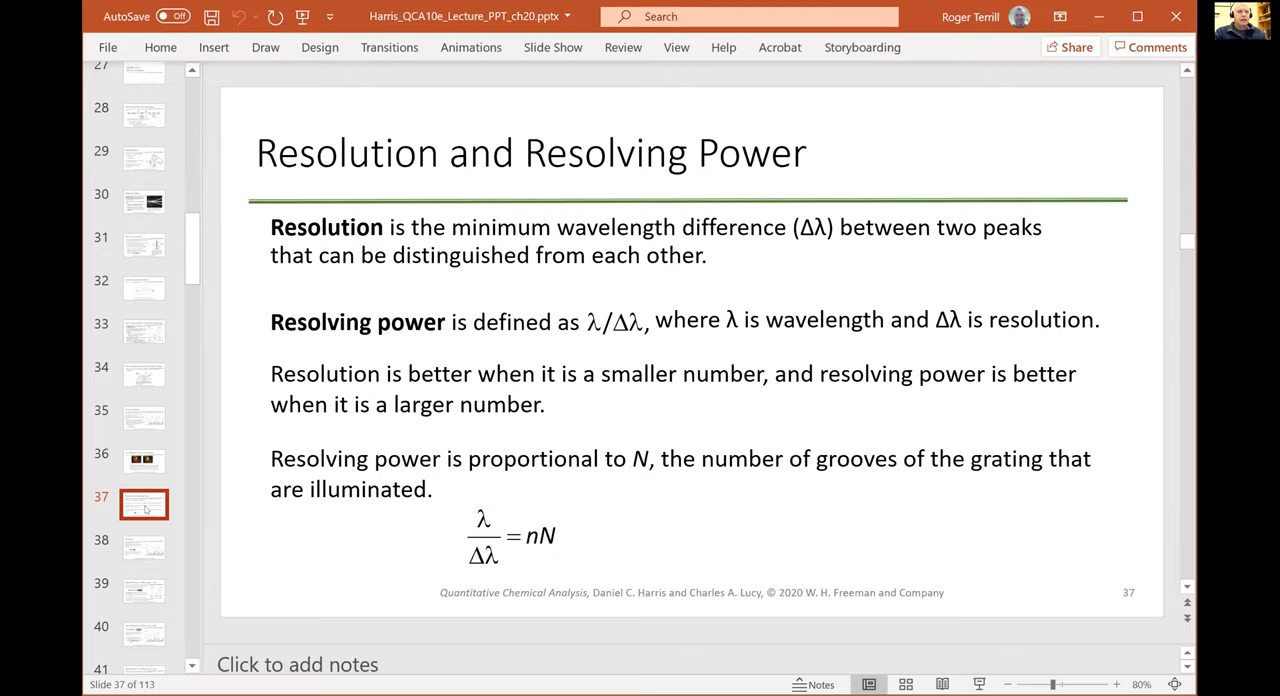 AutoSave Off Harris_QCA10e_Lecture_PPT_ch20.pptx Search Roger Terrill
File Home Insert Draw Design Transitions Animations Slide Show Review View Help Acrobat Storyboarding Share Comments
27
28
29
30
31
32
33
34
35
36
37
38
39
40
41
Resolution and Resolving Power
Resolution is the minimum wavelength difference (Δλ) between two peaks
that can be distinguished from each other.
Resolving power is defined as λ/Δλ, where λ is wavelength and Δλ is resolution.
Resolution is better when it is a smaller number, and resolving power is better
when it is a larger number.
Resolving power is proportional to N, the number of grooves of the grating that
are illuminated.
λ/Δλ = nN
Quantitative Chemical Analysis, Daniel C. Harris and Charles A. Lucy, © 2020 W. H. Freeman and Company 37
Click to add notes
Slide 37 of 113 Notes 80%